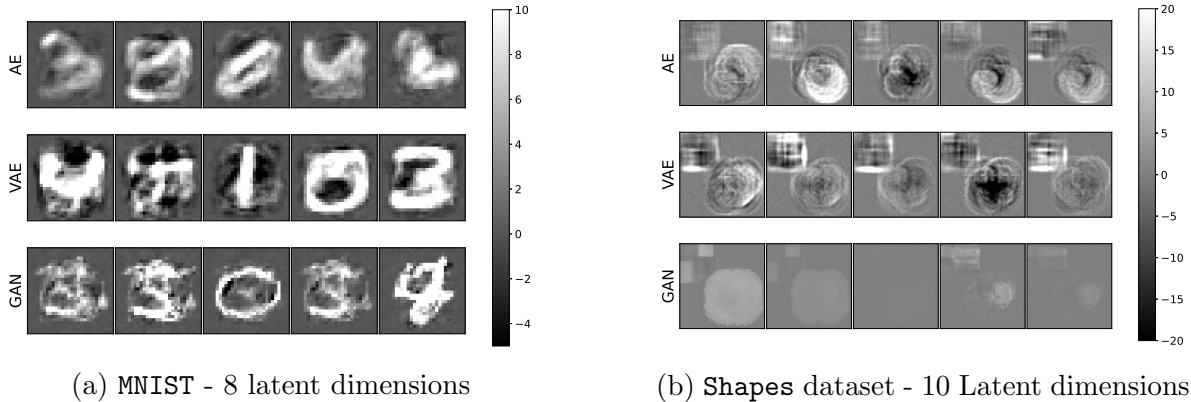 AE
VAE
GAN
10
8
6
4
2
0
−2
−4
(a) MNIST - 8 latent dimensions
AE
VAE
GAN
20
15
10
5
0
−5
−10
−15
−20
(b) Shapes dataset - 10 Latent dimensions